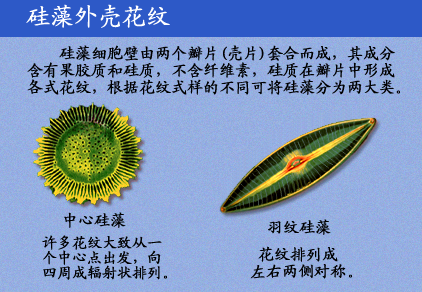 硅藻外壳花纹
硅藻细胞壁由两个瓣片(壳片)套合而成，其成分
含有果胶质和硅质，不含纤维素，硅质在瓣片中形成
各式花纹，根据花纹式样的不同可将硅藻分为两大类。
中心硅藻
许多花纹大致从一
个中心点出发，向
四周成辐射状排列。
羽纹硅藻
花纹排列成
左右两侧对称。